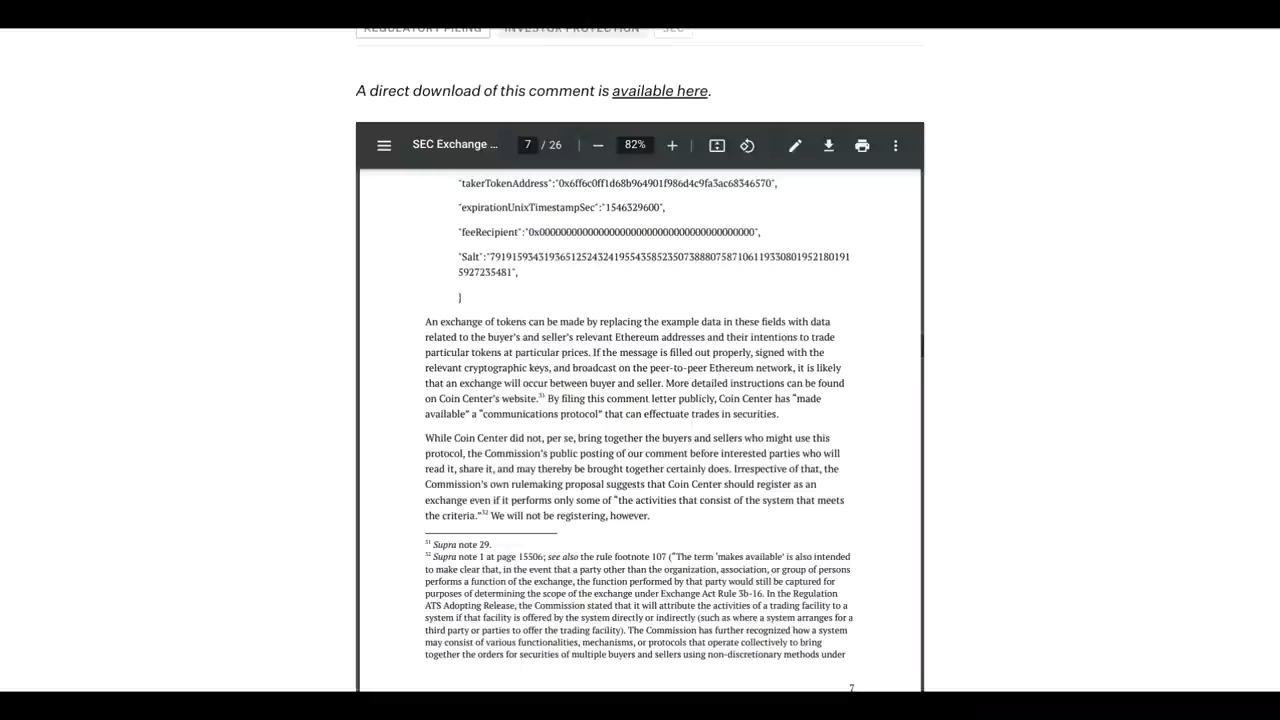 REGULATORY FILING INVESTOR PROTECTION SEC
A direct download of this comment is available here.
SEC Exchange ... 7 / 26 82%
"takerTokenAddress":"0x6ff6c0ff1d68b964901f986d4c9fa3ac68346570",
"expirationUnixTimestampSec":"1546329600",
"feeRecipient":"0x0000000000000000000000000000000000000000",
"Salt":"7919159343193651252432419554358523507388807587106119330801952180191
5927235481",
}
An exchange of tokens can be made by replacing the example data in these fields with data
related to the buyer's and seller's relevant Ethereum addresses and their intentions to trade
particular tokens at particular prices. If the message is filled out properly, signed with the
relevant cryptographic keys, and broadcast on the peer-to-peer Ethereum network, it is likely
that an exchange will occur between buyer and seller. More detailed instructions can be found
on Coin Center's website.31 By filing this comment letter publicly, Coin Center has "made
available" a "communications protocol" that can effectuate trades in securities.
While Coin Center did not, per se, bring together the buyers and sellers who might use this
protocol, the Commission's public posting of our comment before interested parties who will
read it, share it, and may thereby be brought together certainly does. Irrespective of that, the
Commission's own rulemaking proposal suggests that Coin Center should register as an
exchange even if it performs only some of "the activities that consist of the system that meets
the criteria."32 We will not be registering, however.
31 Supra note 29.
32 Supra note 1 at page 15506; see also the rule footnote 107 ("The term 'makes available' is also intended
to make clear that, in the event that a party other than the organization, association, or group of persons
performs a function of the exchange, the function performed by that party would still be captured for
purposes of determining the scope of the exchange under Exchange Act Rule 3b-16. In the Regulation
ATS Adopting Release, the Commission stated that it will attribute the activities of a trading facility to a
system if that facility is offered by the system directly or indirectly (such as where a system arranges for a
third party or parties to offer the trading facility). The Commission has further recognized how a system
may consist of various functionalities, mechanisms, or protocols that operate collectively to bring
together the orders for securities of multiple buyers and sellers using non-discretionary methods under
7